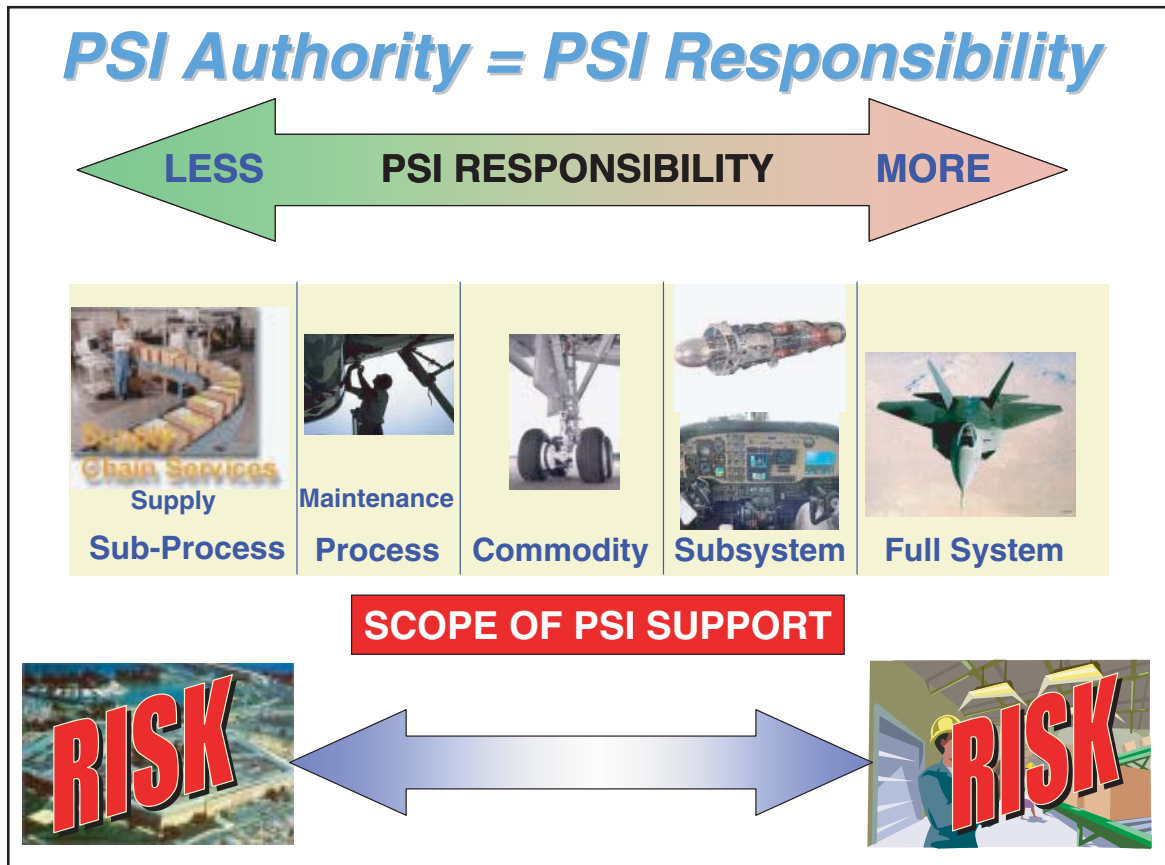 PSI Authority = PSI Responsibility
LESS PSI RESPONSIBILITY MORE
Supply
Chain Services
Supply
Maintenance
Sub-Process
Process
Commodity
Subsystem
Full System
SCOPE OF PSI SUPPORT
RISK
RISK